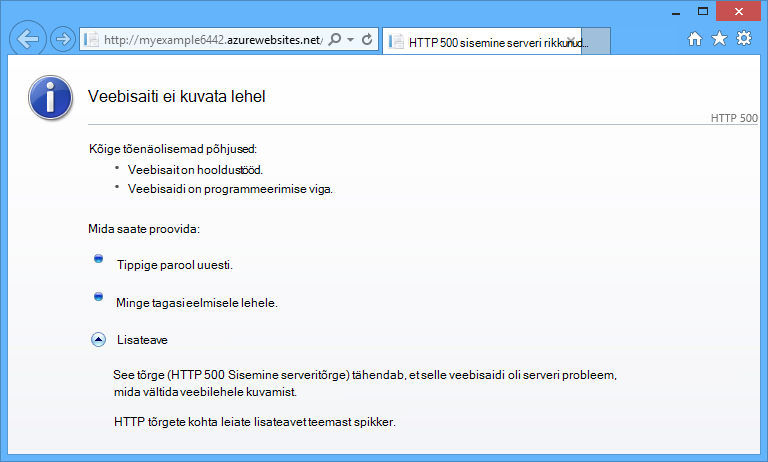 http://myexample6442.azurewebsites.net/
HTTP 500 sisemine serveri rikkunud...
Veebisaiti ei kuvata lehel
HTTP 500
Kõige tõenäolisemad põhjused:
Veebisait on hooldustööd.
Veebisaidi on programmeerimise viga.
Mida saate proovida:
Tippige parool uuesti.
Minge tagasi eelmisele lehele.
Lisateave
See tõrge (HTTP 500 Sisemine serveritõrge) tähendab, et selle veebisaidi oli serveri probleem,
mida vältida veebilehele kuvamist.
HTTP tõrgete kohta leiate lisateavet teemast spikker.